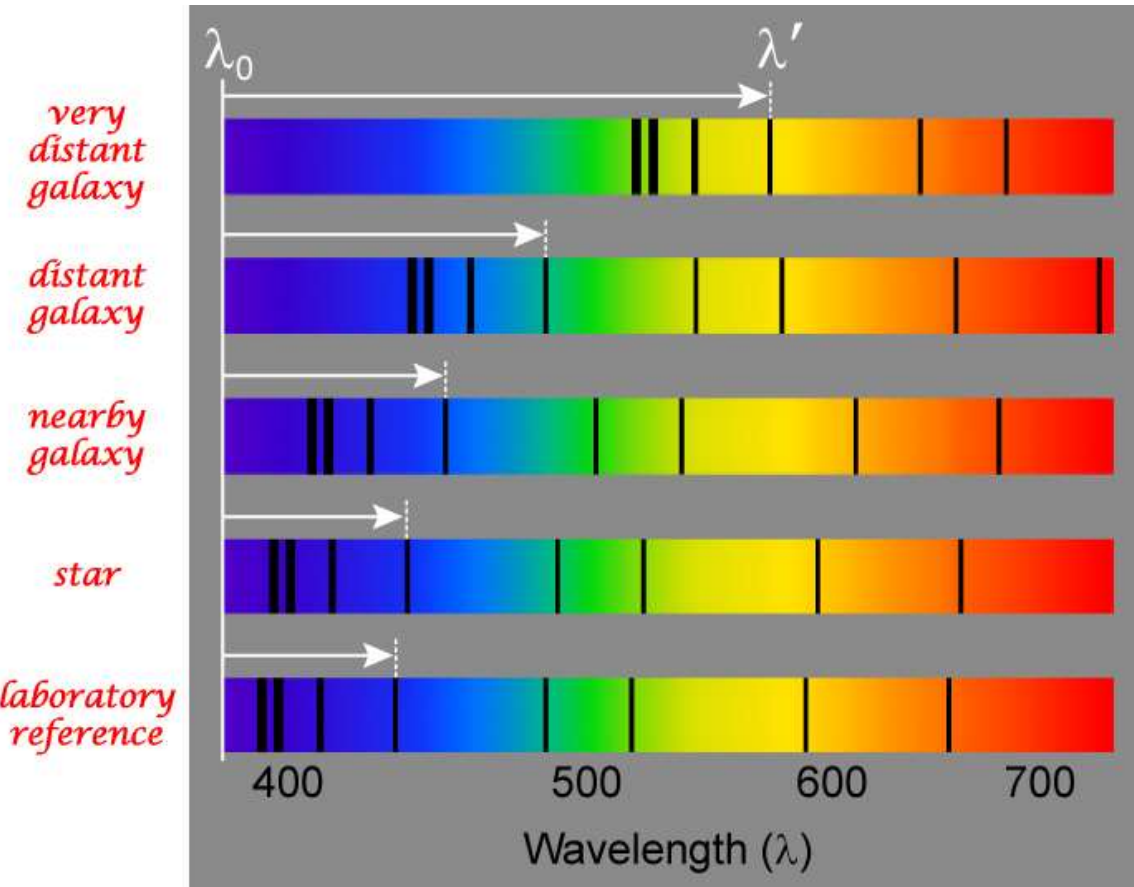 λ₀ λ′
very
distant
galaxy
distant
galaxy
nearby
galaxy
star
laboratory
reference
400 500 600 700
Wavelength (λ)